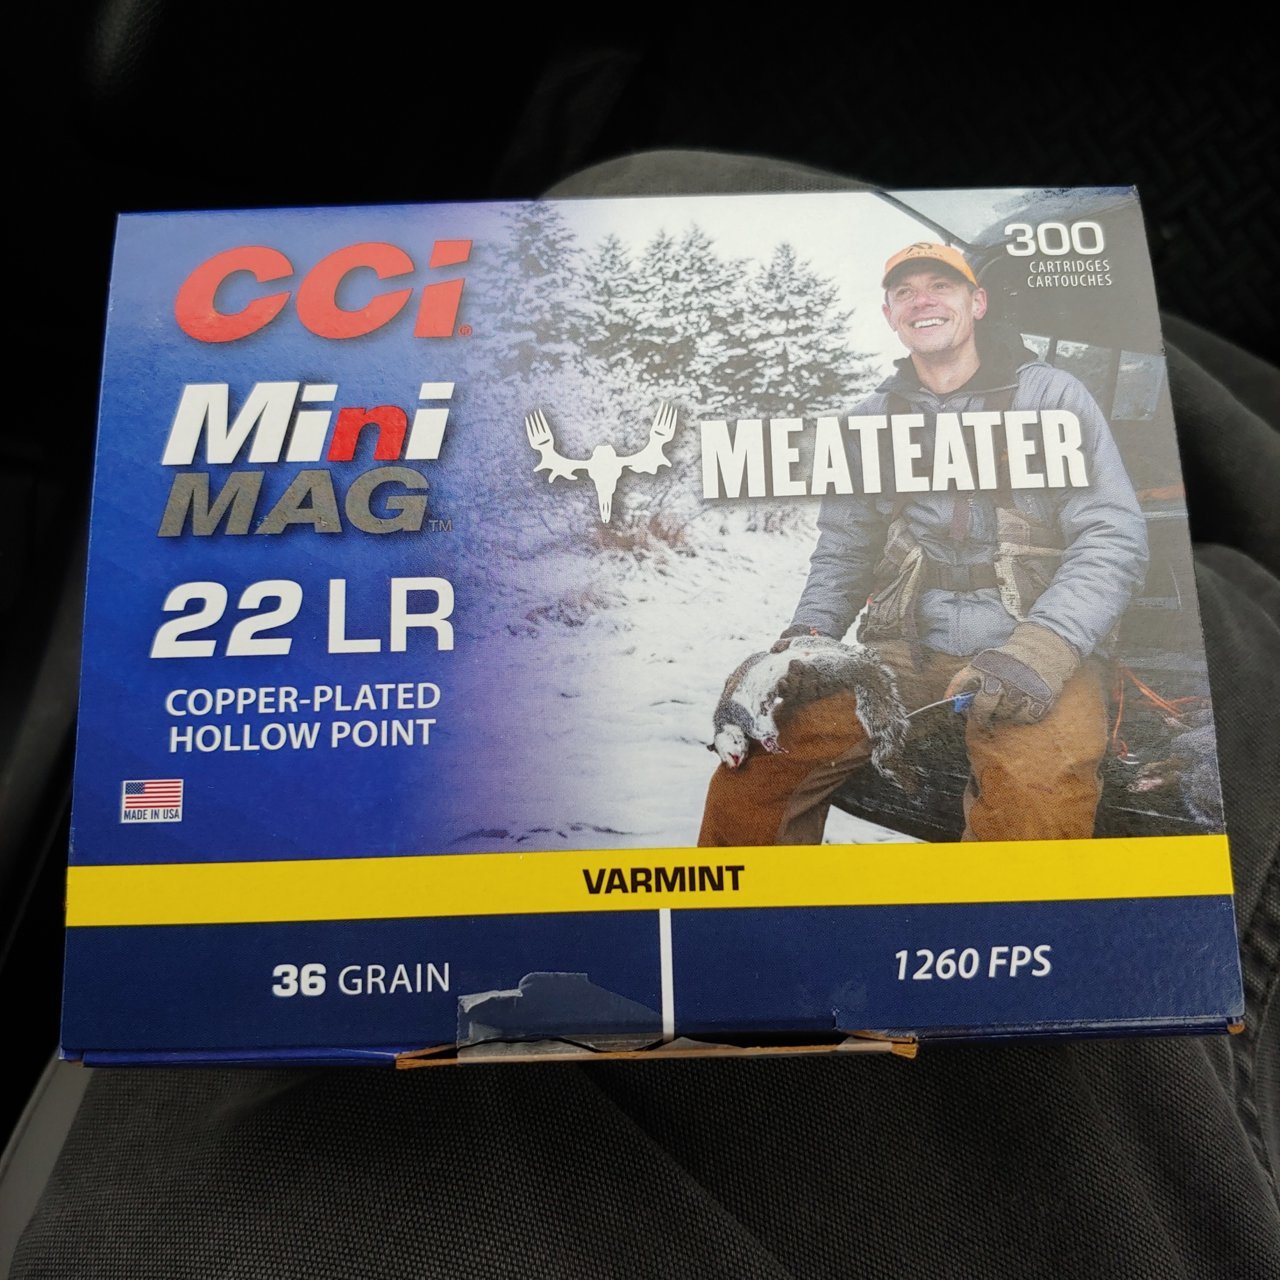 CCI®
Mini
MAG™
22 LR
COPPER-PLATED
HOLLOW POINT
MADE IN USA
300
CARTRIDGES
CARTOUCHES
MEATEATER
VARMINT
36 GRAIN
1260 FPS